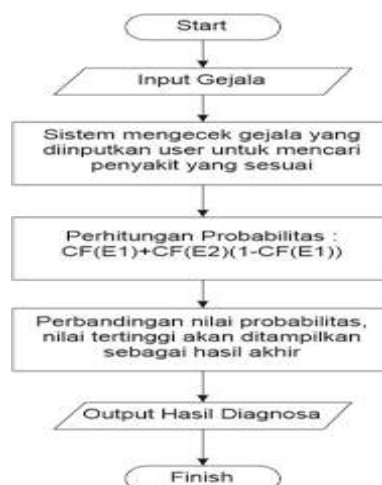 Start
Input Gejala
Sistem mengecek gejala yang
diinputkan user untuk mencari
penyakit yang sesuai
Perhitungan Probabilitas :
CF(E1)+CF(E2)(1-CF(E1))
Perbandingan nilai probabilitas,
nilai tertinggi akan ditampilkan
sebagai hasil akhir
Output Hasil Diagnosa
Finish